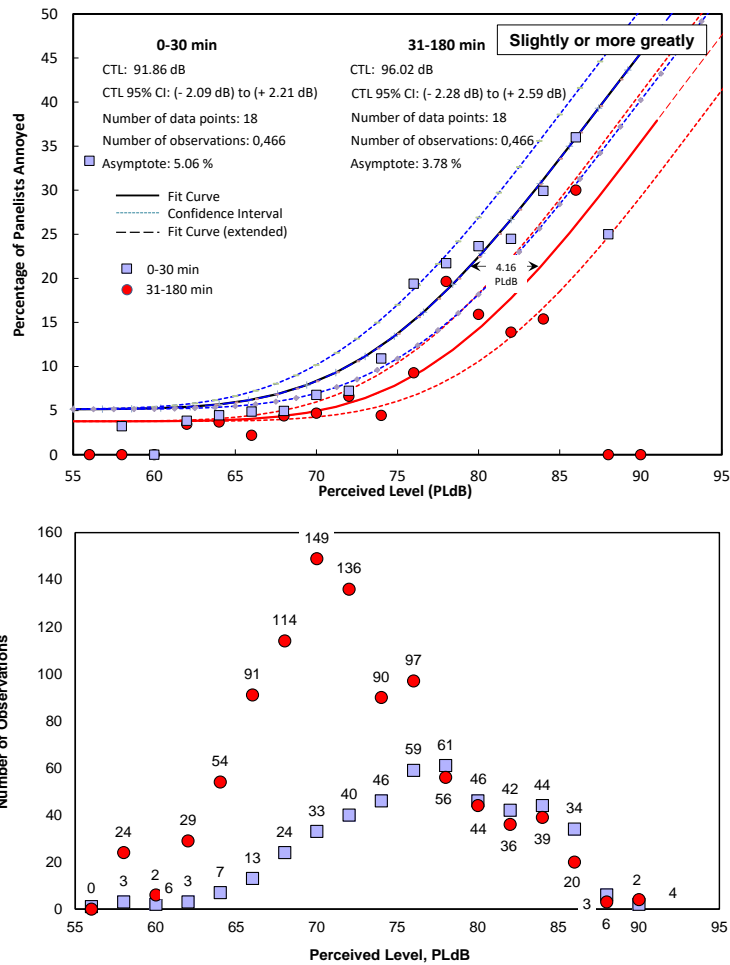 50
45
40
35
30
25
20
15
10
5
0
Percentage of Panelists Annoyed
0-30 min
CTL: 91.86 dB
CTL 95% CI: (- 2.09 dB) to (+ 2.21 dB)
Number of data points: 18
Number of observations: 0,466
Asymptote: 5.06 %
31-180 min
CTL: 96.02 dB
CTL 95% CI: (- 2.28 dB) to (+ 2.59 dB)
Number of data points: 18
Number of observations: 0,466
Asymptote: 3.78 %
Slightly or more greatly
Fit Curve
Confidence Interval
Fit Curve (extended)
0-30 min
31-180 min
4.16
PLdB
55 60 65 70 75 80 85 90 95
Perceived Level (PLdB)
160
140
120
100
80
60
40
20
0
Number of Observations
149
136
114
97
91 90
54
59 61
56
46 46
44
42
44
40
36
39
33 34
29
24 24
20
13
7
0 3 2 6 3
3 6 2 4
55 60 65 70 75 80 85 90 95
Perceived Level, PLdB